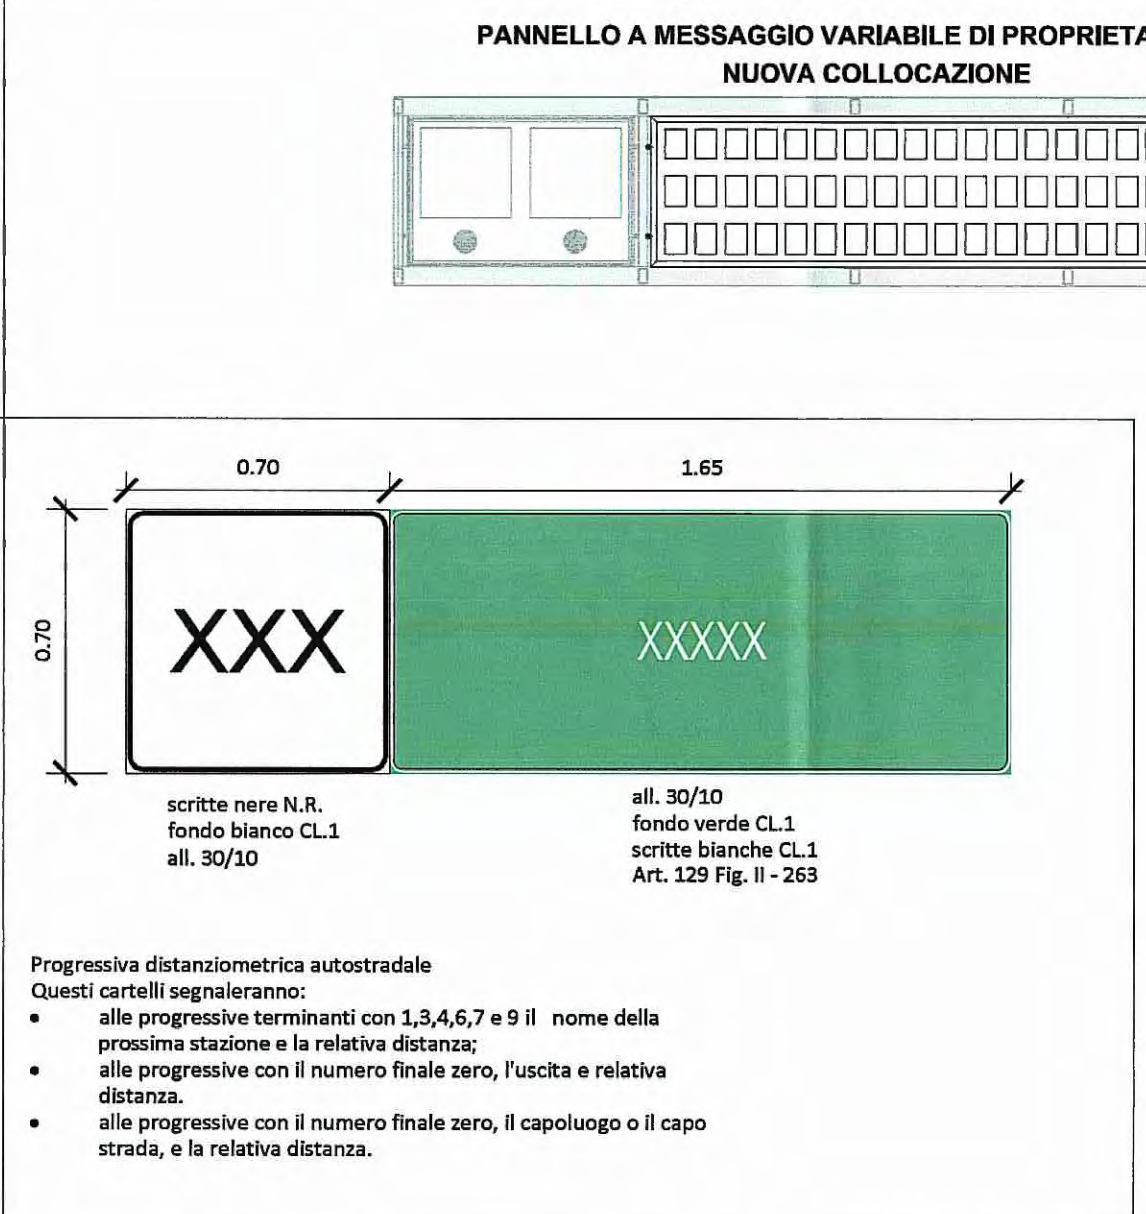 PANNELLO A MESSAGGIO VARIABILE DI PROPRIETA
NUOVA COLLOCAZIONE
0.70
1.65
0.70
XXX
XXXXX
scritte nere N.R.
fondo bianco CL.1
all. 30/10
all. 30/10
fondo verde CL.1
scritte bianche CL.1
Art. 129 Fig. II - 263
Progressiva distanziometrica autostradale
Questi cartelli segnaleranno:
• alle progressive terminanti con 1,3,4,6,7 e 9 il nome della
prossima stazione e la relativa distanza;
• alle progressive con il numero finale zero, l'uscita e relativa
distanza.
• alle progressive con il numero finale zero, il capoluogo o il capo
strada, e la relativa distanza.